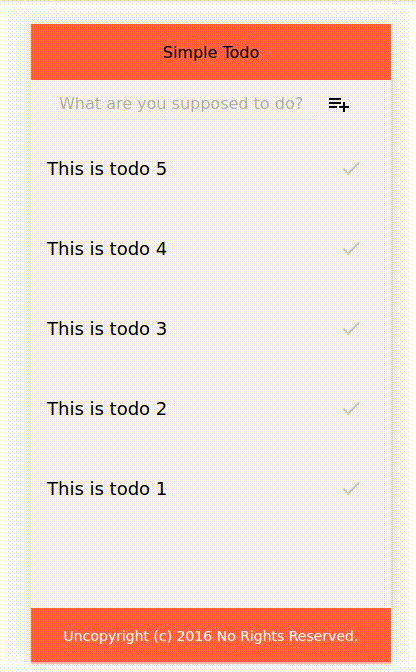 Simple Todo
What are you supposed to do?
This is todo 5
This is todo 4
This is todo 3
This is todo 2
This is todo 1
Uncopyright (c) 2016 No Rights Reserved.